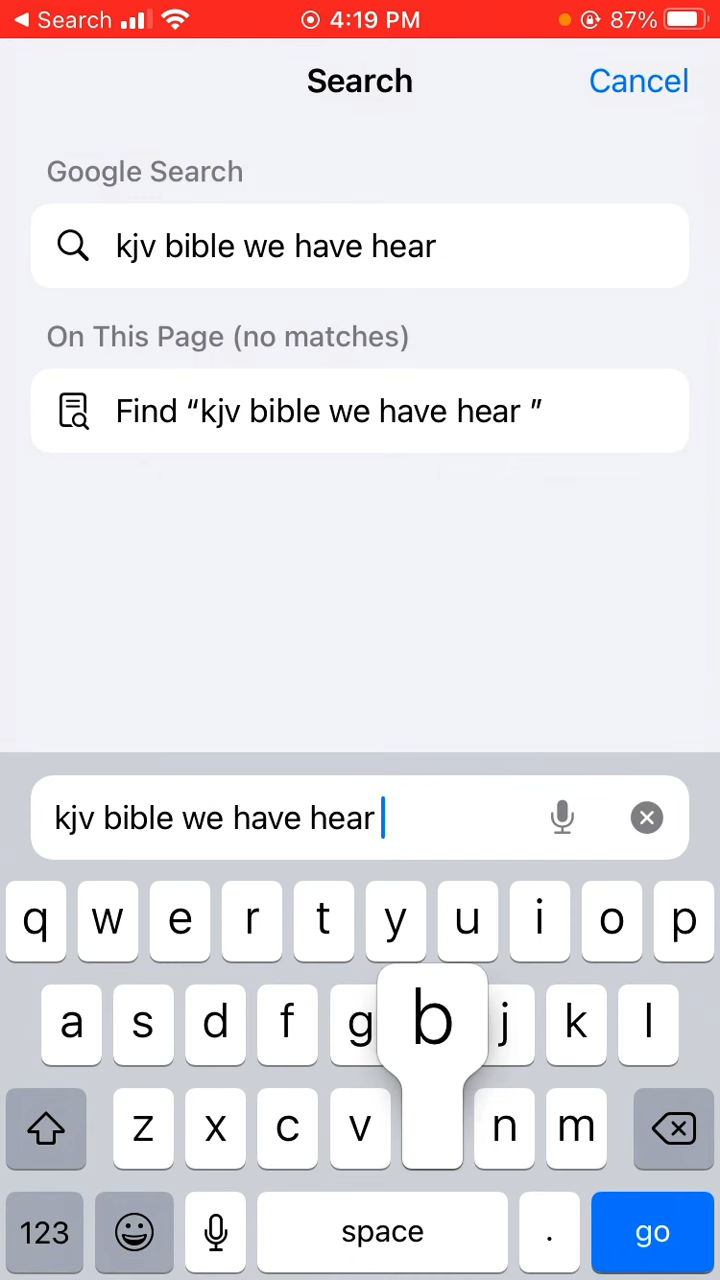 Search 4:19 PM 87%
Search Cancel
Google Search
kjv bible we have hear
On This Page (no matches)
Find “kjv bible we have hear ”
kjv bible we have hear
q w e r t y u i o p
a s d f g b j k l
z x c v n m
123 space . go